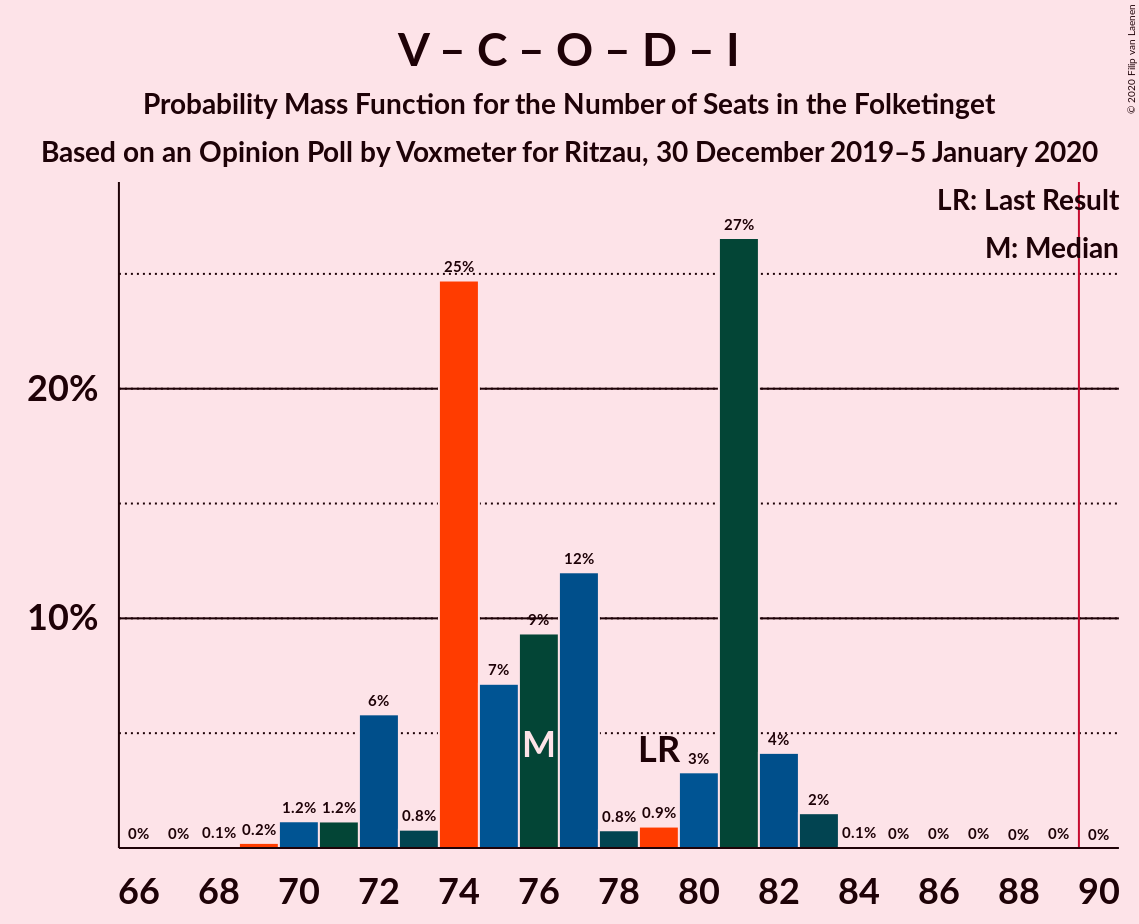 V – C – O – D – I
Probability Mass Function for the Number of Seats in the Folketinget
Based on an Opinion Poll by Voxmeter for Ritzau, 30 December 2019–5 January 2020
© 2020 Filip van Laenen
LR: Last Result
M: Median
20%
10%
0% 0% 0.1% 0.2% 1.2% 1.2% 6% 0.8% 25% 7% 9% 12% 0.8% 0.9% 3% 27% 4% 2% 0.1% 0% 0% 0% 0% 0% 0%
M
LR
66 68 70 72 74 76 78 80 82 84 86 88 90